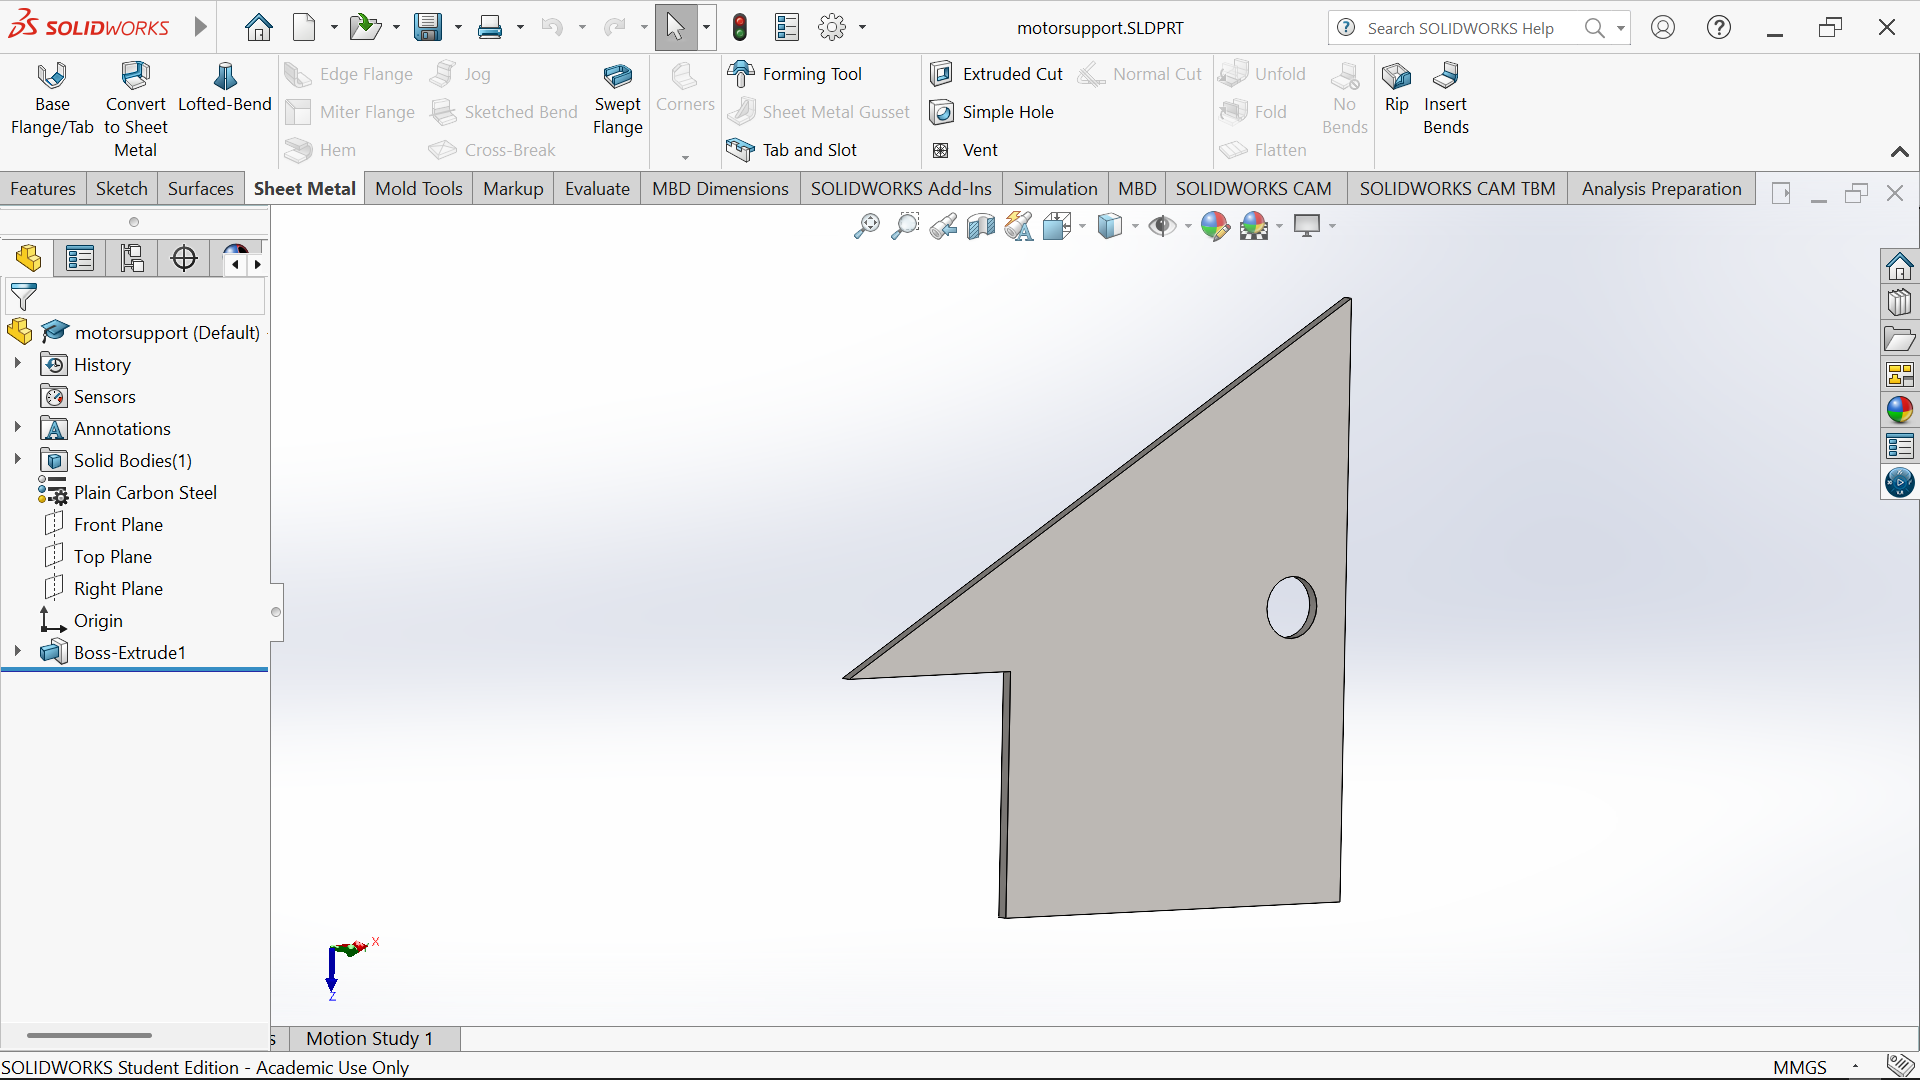 SOLIDWORKS
motorsupport.SLDPRT
Search SOLIDWORKS Help
Base Flange/Tab
Convert to Sheet Metal
Lofted-Bend
Edge Flange
Miter Flange
Hem
Jog
Sketched Bend
Cross-Break
Swept Flange
Corners
Forming Tool
Sheet Metal Gusset
Tab and Slot
Extruded Cut
Simple Hole
Vent
Normal Cut
Unfold
Fold
Flatten
No Bends
Rip
Insert Bends
Features Sketch Surfaces Sheet Metal Mold Tools Markup Evaluate MBD Dimensions SOLIDWORKS Add-Ins Simulation MBD SOLIDWORKS CAM SOLIDWORKS CAM TBM Analysis Preparation
motorsupport (Default)
History
Sensors
Annotations
Solid Bodies(1)
Plain Carbon Steel
Front Plane
Top Plane
Right Plane
Origin
Boss-Extrude1
X
Z
s
Motion Study 1
SOLIDWORKS Student Edition - Academic Use Only
MMGS